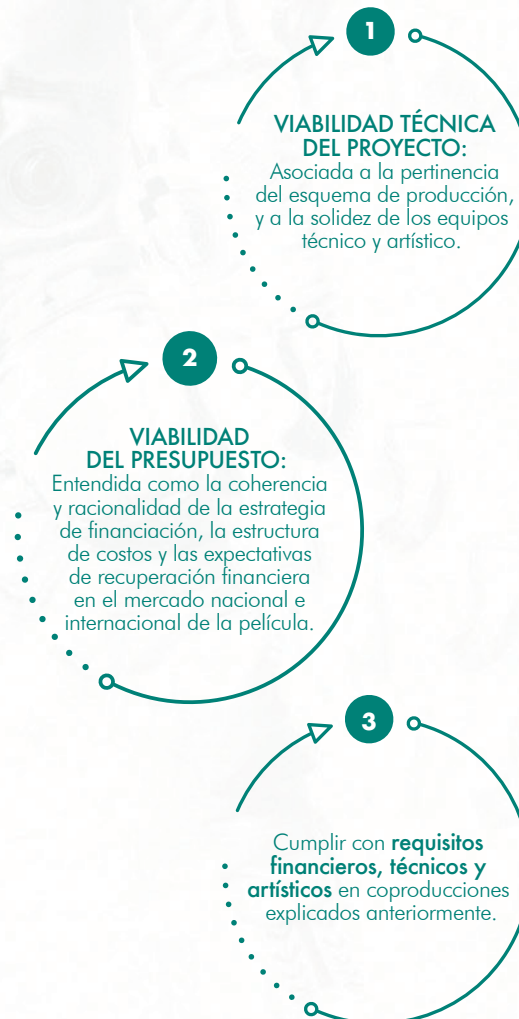 1
VIABILIDAD TÉCNICA
DEL PROYECTO:
Asociada a la pertinencia
del esquema de producción,
y a la solidez de los equipos
técnico y artístico.
2
VIABILIDAD
DEL PRESUPUESTO:
Entendida como la coherencia
y racionalidad de la estrategia
de financiación, la estructura
de costos y las expectativas
de recuperación financiera
en el mercado nacional e
internacional de la película.
3
Cumplir con requisitos
financieros, técnicos y
artísticos en coproducciones
explicados anteriormente.